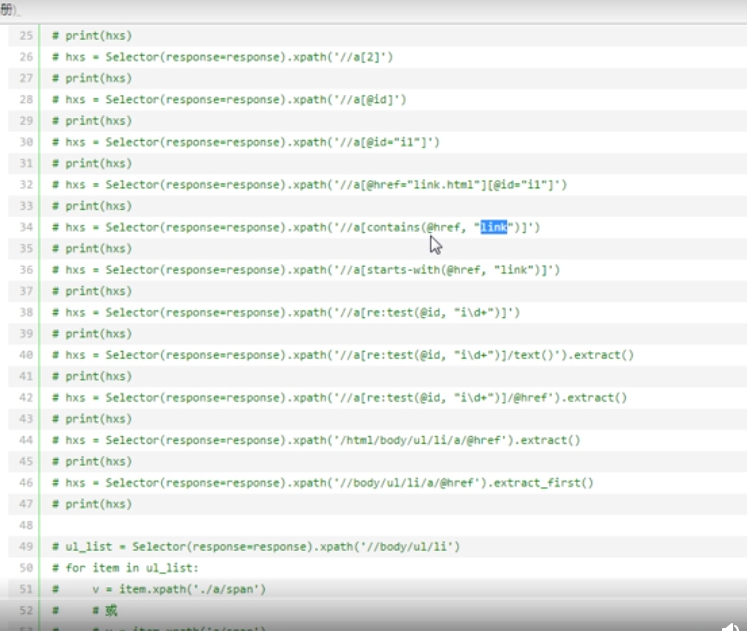 册)
25 # print(hxs)
26 # hxs = Selector(response=response).xpath('//a[2]')
27 # print(hxs)
28 # hxs = Selector(response=response).xpath('//a[@id]')
29 # print(hxs)
30 # hxs = Selector(response=response).xpath('//a[@id="i1"]')
31 # print(hxs)
32 # hxs = Selector(response=response).xpath('//a[@href="link.html"][@id="i1"]')
33 # print(hxs)
34 # hxs = Selector(response=response).xpath('//a[contains(@href, "link")]')
35 # print(hxs)
36 # hxs = Selector(response=response).xpath('//a[starts-with(@href, "link")]')
37 # print(hxs)
38 # hxs = Selector(response=response).xpath('//a[re:test(@id, "i\d+")]')
39 # print(hxs)
40 # hxs = Selector(response=response).xpath('//a[re:test(@id, "i\d+")]/text()').extract()
41 # print(hxs)
42 # hxs = Selector(response=response).xpath('//a[re:test(@id, "i\d+")]/@href').extract()
43 # print(hxs)
44 # hxs = Selector(response=response).xpath('/html/body/ul/li/a/@href').extract()
45 # print(hxs)
46 # hxs = Selector(response=response).xpath('//body/ul/li/a/@href').extract_first()
47 # print(hxs)
48
49 # ul_list = Selector(response=response).xpath('//body/ul/li')
50 # for item in ul_list:
51 #     v = item.xpath('./a/span')
52 #     # 或
53 #     # v = item.xpath('a/span')